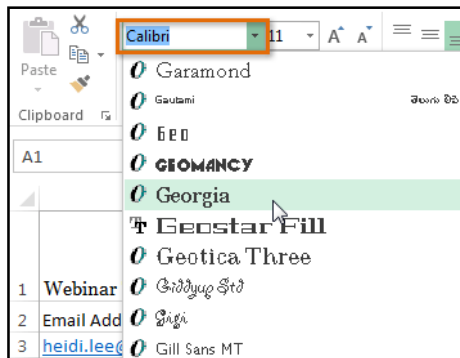 Calibri
11
A A
Paste
Garamond
Gautami
Clipboard
Geo
A1
GEOMANCY
Georgia
Geostar Fill
Geotica Three
1 Webinar
Giddyup Std
2 Email Add
Gigi
3 heidi.lee@
Gill Sans MT